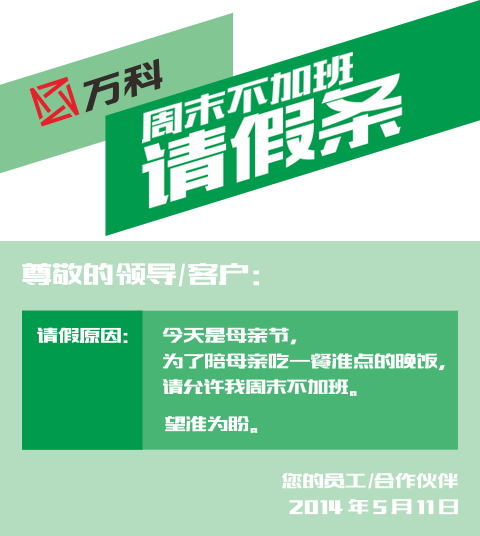 万科
周末不加班
请假条
尊敬的领导/客户：
请假原因：
今天是母亲节，
为了陪母亲吃一餐准点的晚饭，
请允许我周末不加班。
望准为盼。
您的员工/合作伙伴
2014 年 5 月 11 日